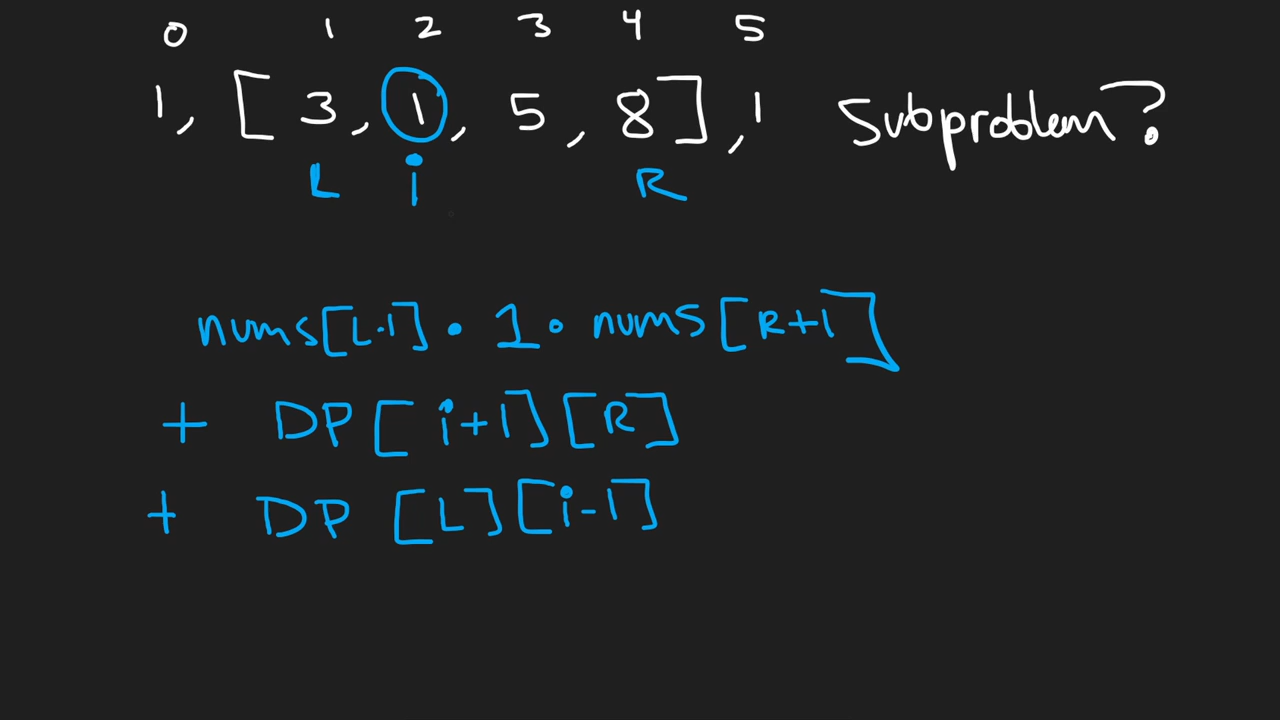 0 1 2 3 4 5
1, [ 3, 1, 5, 8 ], 1 Subproblem?
L i R
nums[L-1] • 1 • nums[R+1]
+ DP[i+1][R]
+ DP [L][i-1]